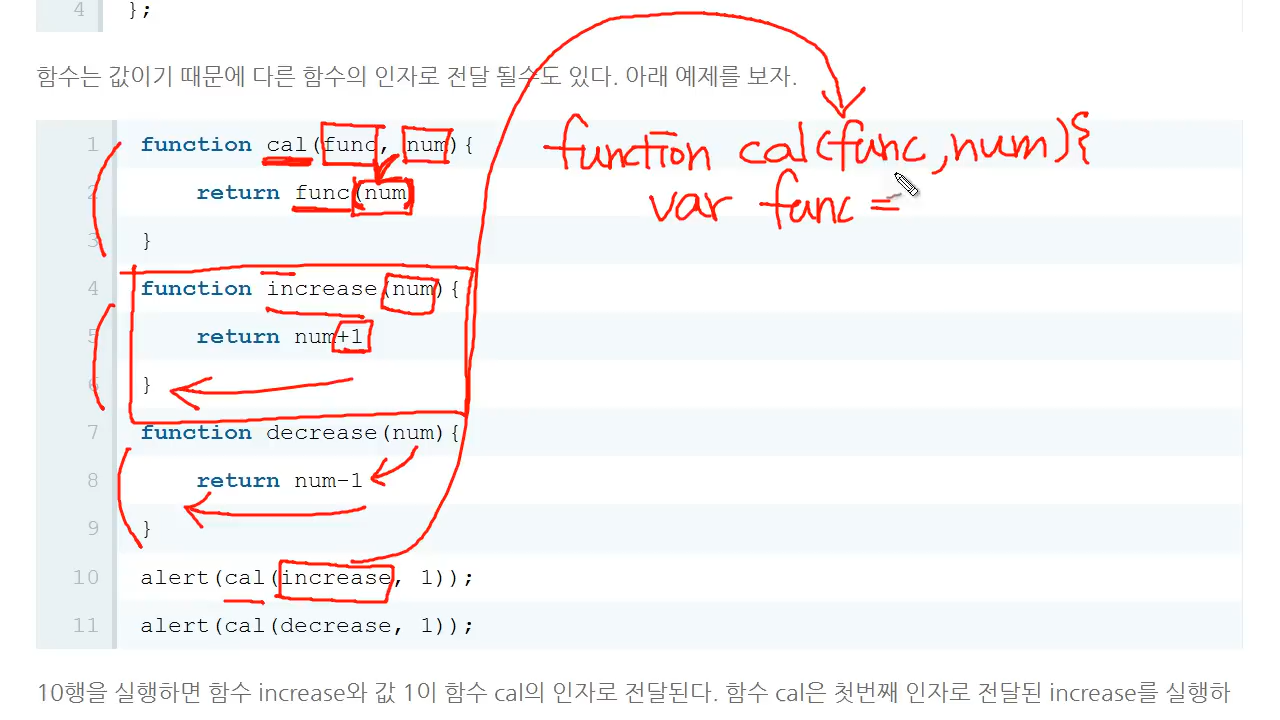 4 };
함수는 값이기 때문에 다른 함수의 인자로 전달 될수도 있다. 아래 예제를 보자.
1 function cal(func, num){
2 return func(num)
3 }
4 function increase(num){
5 return num+1
6 }
7 function decrease(num){
8 return num-1
9 }
10 alert(cal(increase, 1));
11 alert(cal(decrease, 1));
function cal(func,num){
var func =
10행을 실행하면 함수 increase와 값 1이 함수 cal의 인자로 전달된다. 함수 cal은 첫번째 인자로 전달된 increase를 실행하